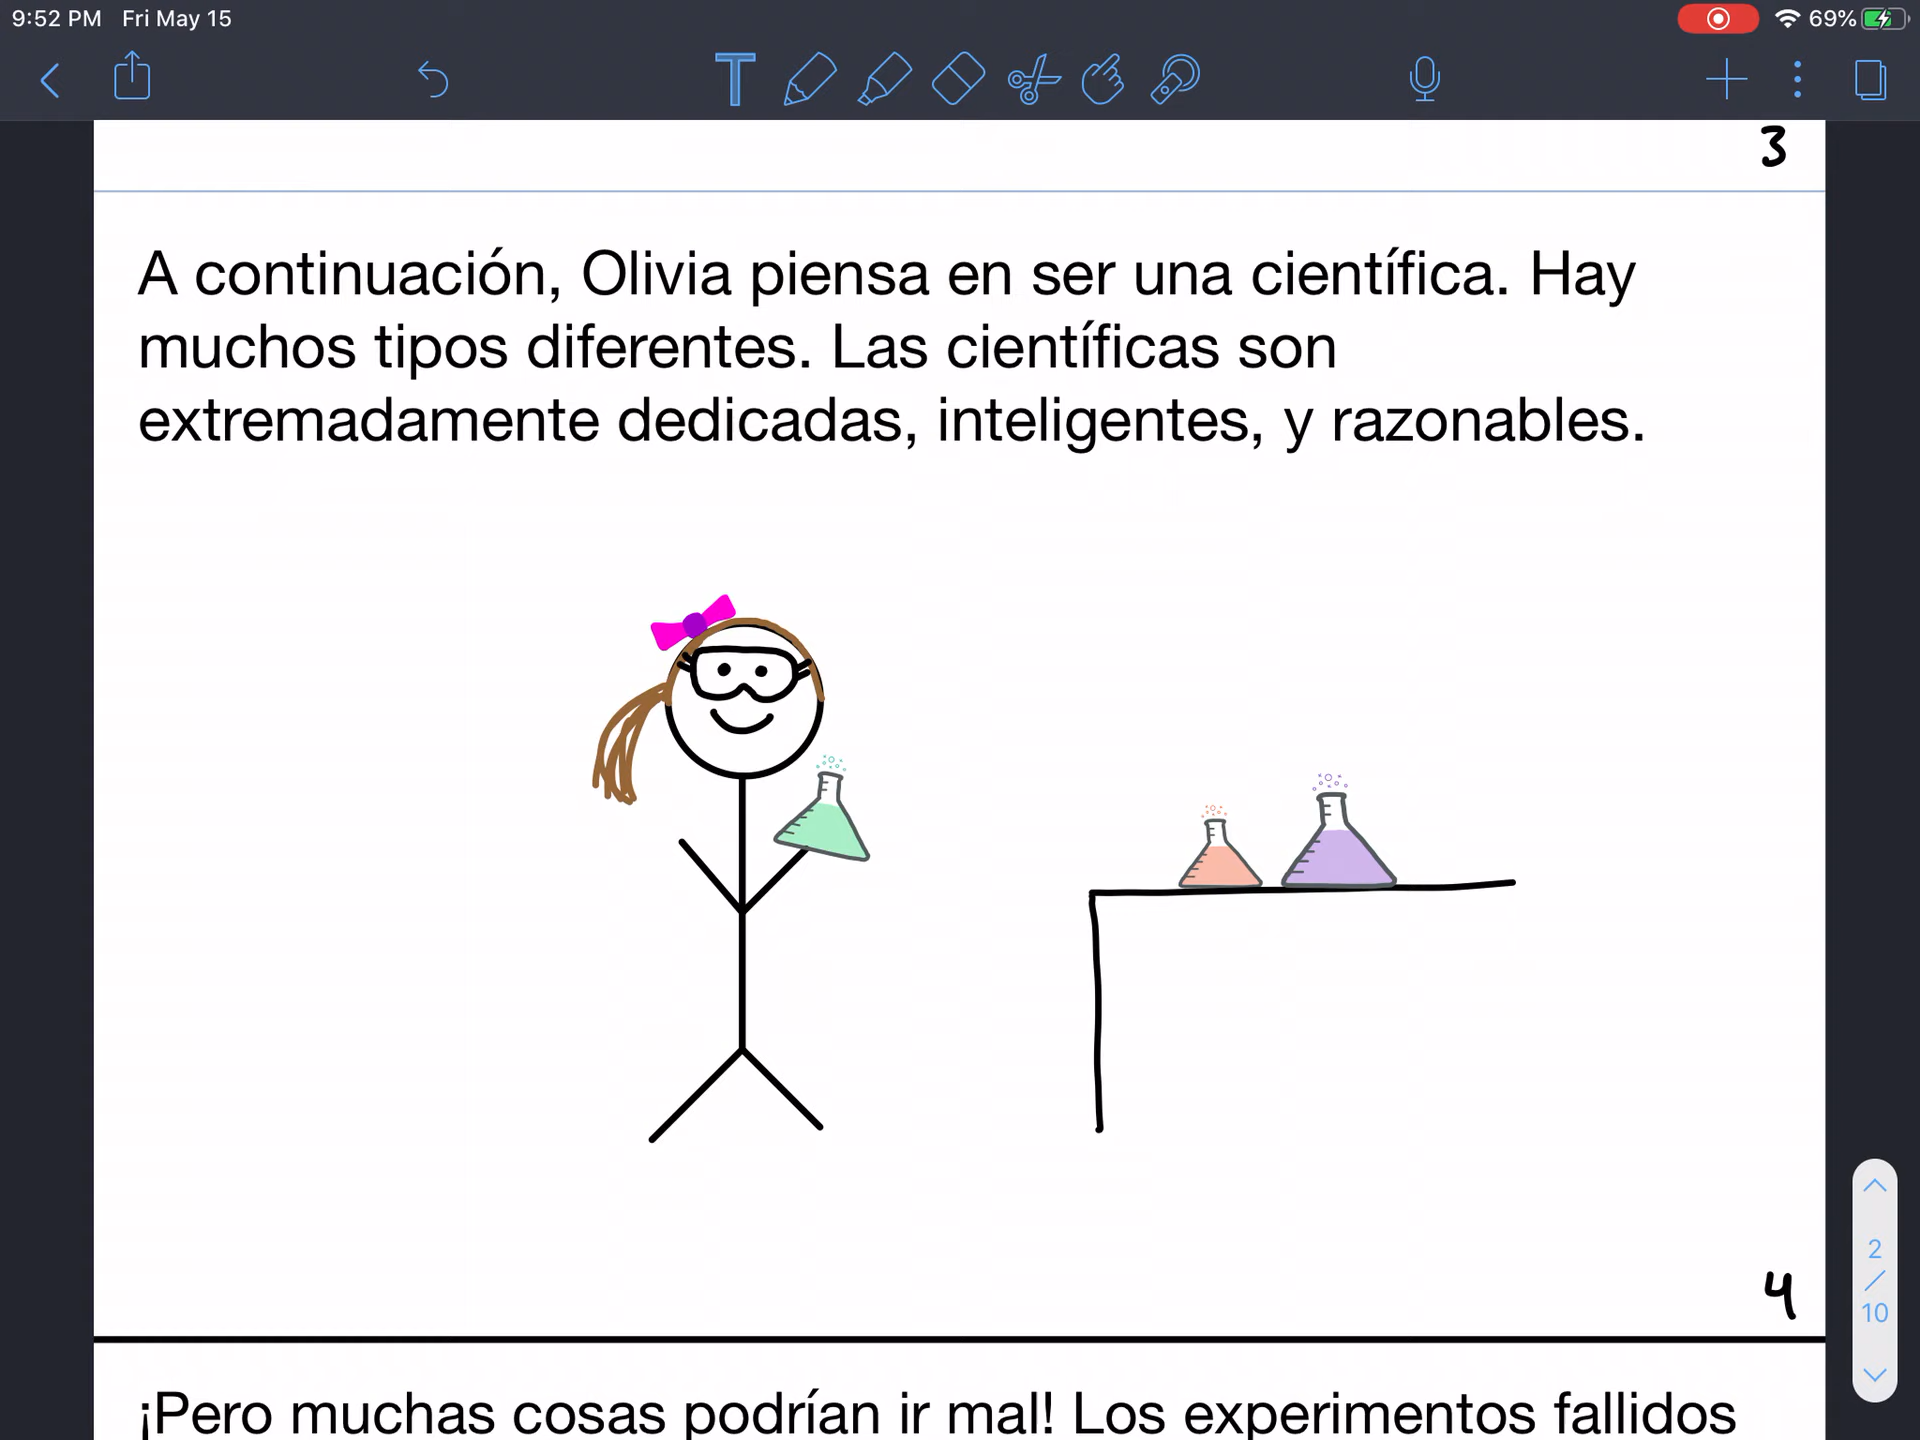 9:52 PM Fri May 15 69%
T
3
A continuación, Olivia piensa en ser una científica. Hay
muchos tipos diferentes. Las científicas son
extremadamente dedicadas, inteligentes, y razonables.
2
/
10
4
¡Pero muchas cosas podrían ir mal! Los experimentos fallidos